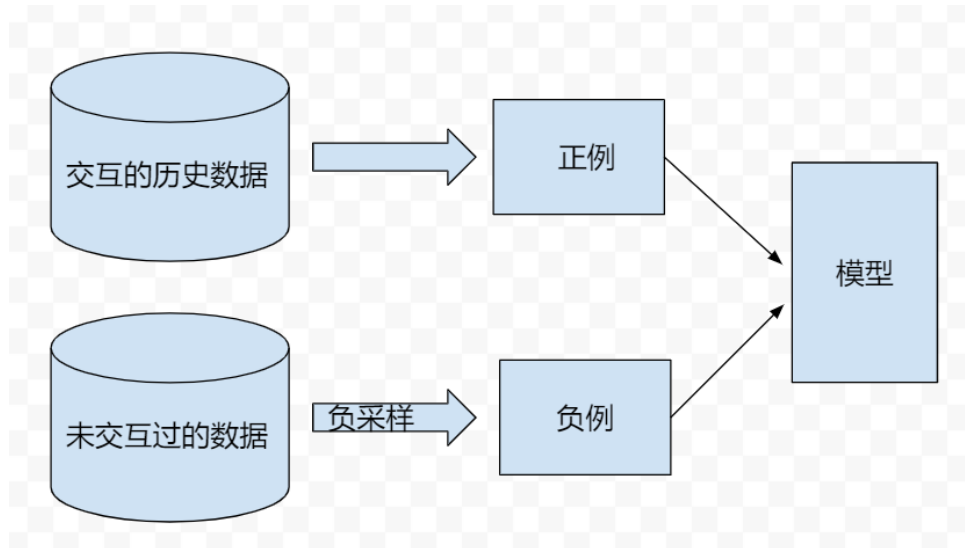 交互的历史数据
正例
模型
未交互过的数据
负采样
负例